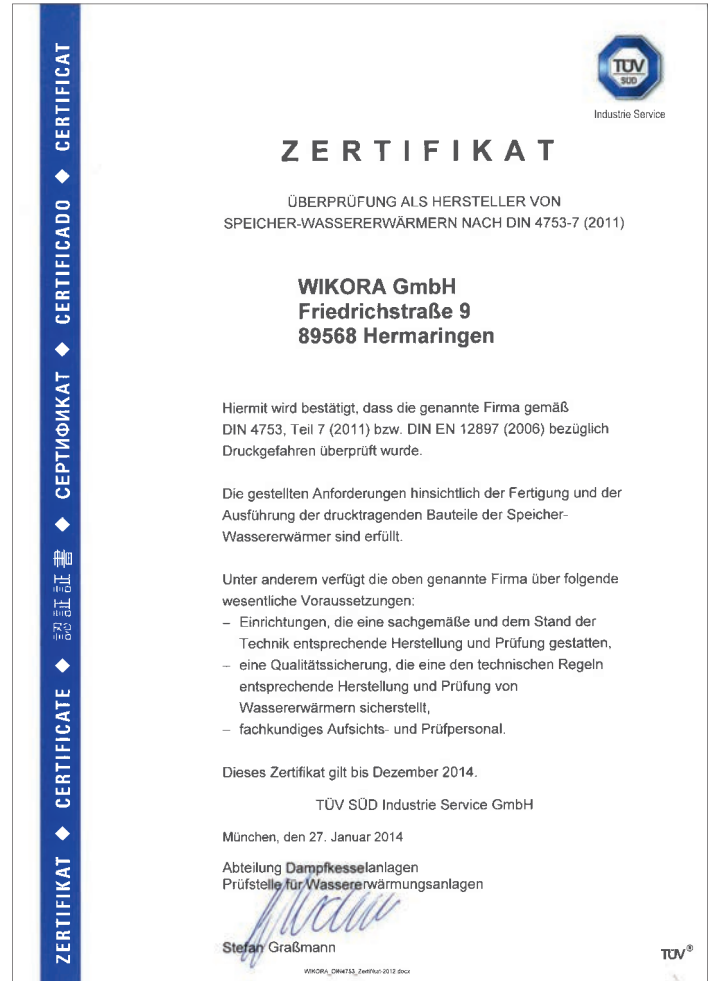 TÜV
SÜD
Industrie Service
ZERTIFIKAT
ÜBERPRÜFUNG ALS HERSTELLER VON
SPEICHER-WASSERERWÄRMERN NACH DIN 4753-7 (2011)
WIKORA GmbH
Friedrichstraße 9
89568 Hermaringen
Hiermit wird bestätigt, dass die genannte Firma gemäß
DIN 4753, Teil 7 (2011) bzw. DIN EN 12897 (2006) bezüglich
Druckgefahren überprüft wurde.
Die gestellten Anforderungen hinsichtlich der Fertigung und der
Ausführung der drucktragenden Bauteile der Speicher-
Wassererwärmer sind erfüllt.
Unter anderem verfügt die oben genannte Firma über folgende
wesentliche Voraussetzungen:
– Einrichtungen, die eine sachgemäße und dem Stand der
Technik entsprechende Herstellung und Prüfung gestatten,
– eine Qualitätssicherung, die eine den technischen Regeln
entsprechende Herstellung und Prüfung von
Wassererwärmern sicherstellt,
– fachkundiges Aufsichts- und Prüfpersonal.
Dieses Zertifikat gilt bis Dezember 2014.
TÜV SÜD Industrie Service GmbH
München, den 27. Januar 2014
Abteilung Dampfkesselanlagen
Prüfstelle für Wassererwärmungsanlagen
Stefan Graßmann
WIKORA_DIN4753_Zertifikat-2012.docx
TÜV®
ZERTIFIKAT ◆ CERTIFICATE ◆ 認証証書 ◆ СЕРТИФИКАТ ◆ CERTIFICADO ◆ CERTIFICAT